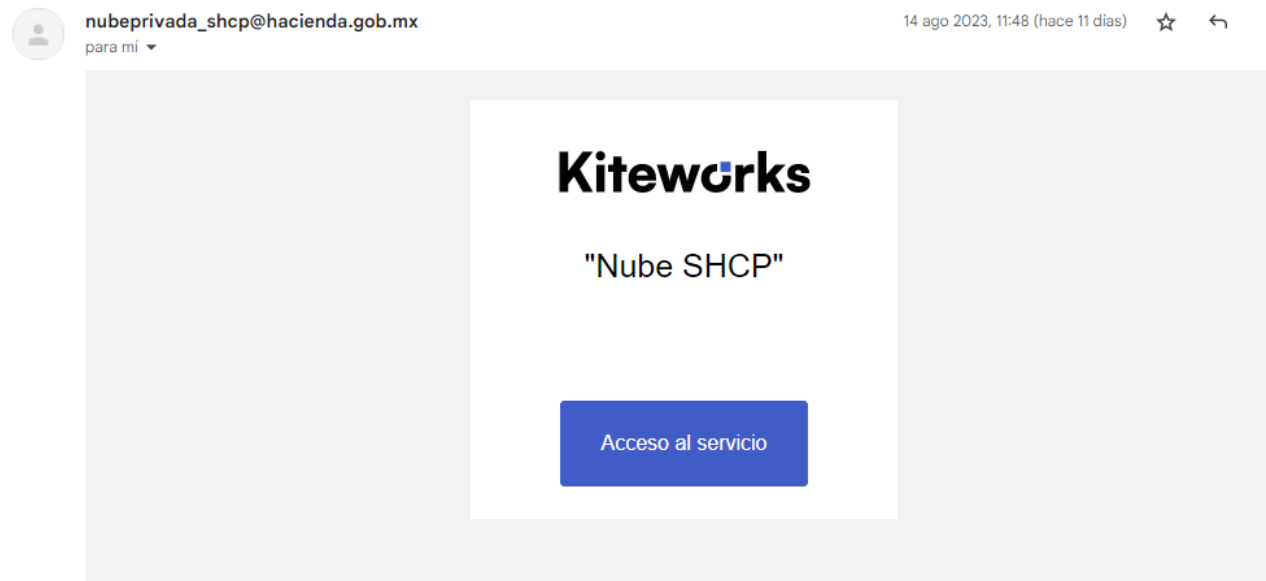 nubeprivada_shcp@hacienda.gob.mx
14 ago 2023, 11:48 (hace 11 días)
para mí
Kiteworks
"Nube SHCP"
Acceso al servicio